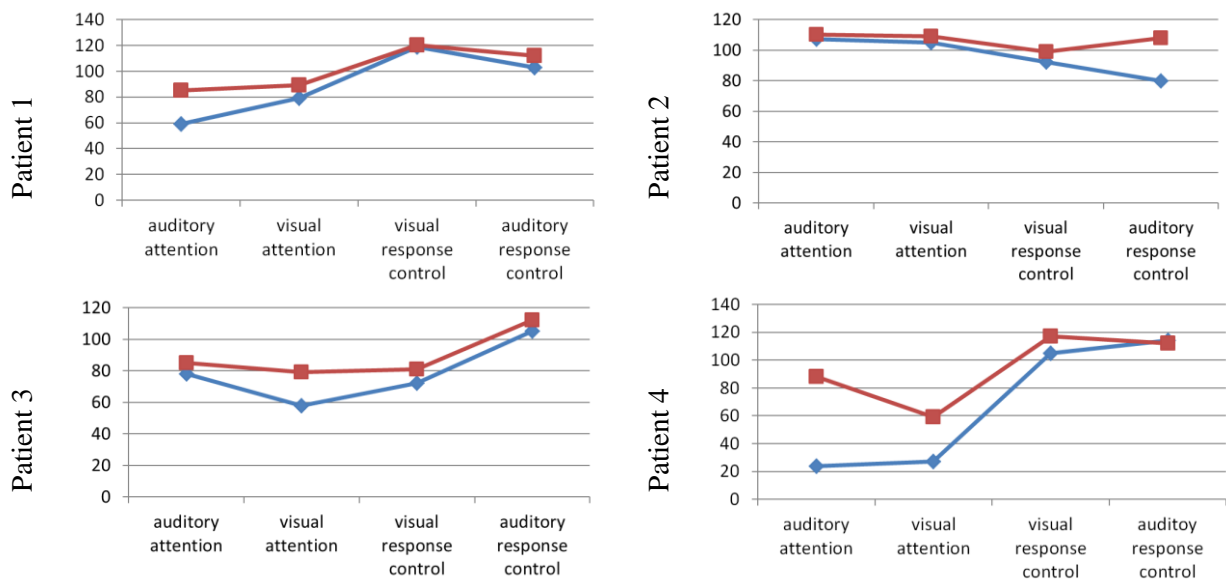 Patient 1
140
120
100
80
60
40
20
0
auditory attention
visual attention
visual response control
auditory response control
Patient 2
120
100
80
60
40
20
0
auditory attention
visual attention
visual response control
auditory response control
Patient 3
120
100
80
60
40
20
0
auditory attention
visual attention
visual response control
auditory response control
Patient 4
140
120
100
80
60
40
20
0
auditory attention
visual attention
visual response control
auditoy response control